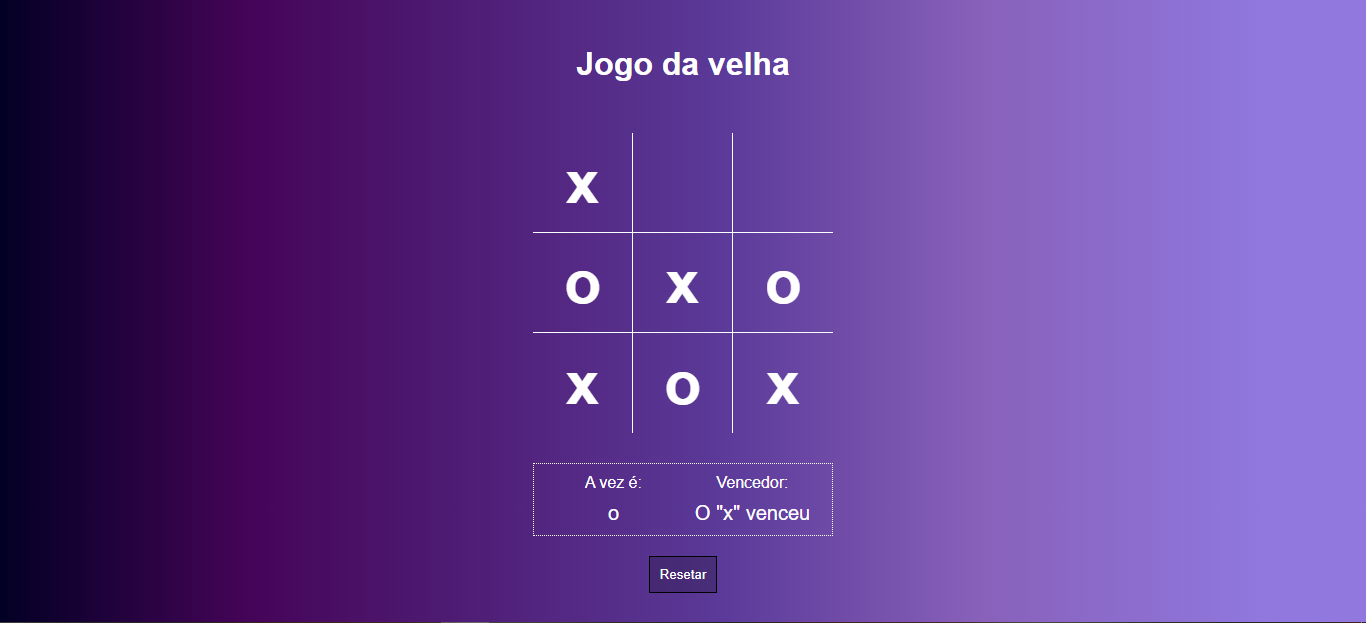 Jogo da velha
x
o x o
x o x
A vez é: Vencedor:
o O "x" venceu
Resetar